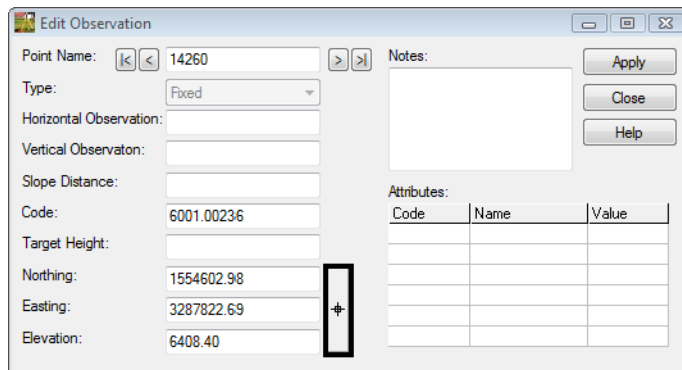 Edit Observation
Point Name: |< < 14260 > >| Notes: Apply
Type: Fixed Close
Horizontal Observation: Help
Vertical Observaton:
Slope Distance: Attributes:
Code: 6001.00236 Code Name Value
Target Height:
Northing: 1554602.98
Easting: 3287822.69
Elevation: 6408.40